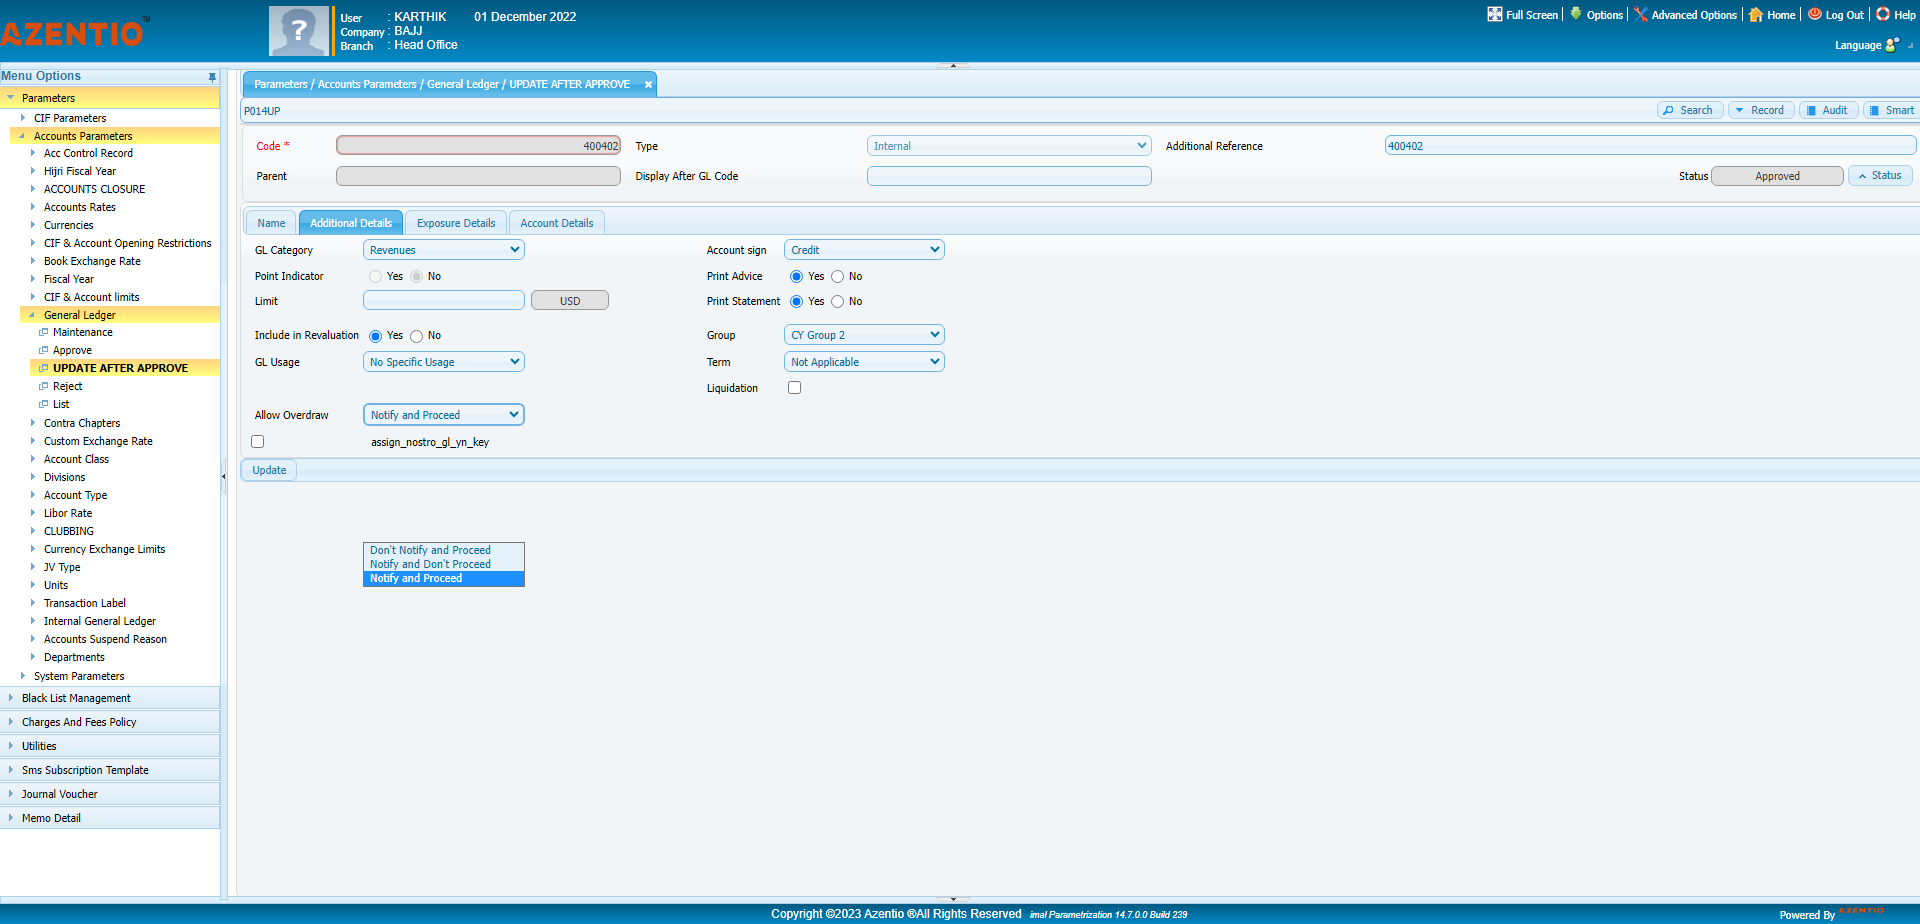 AZENTIO™
User : KARTHIK 01 December 2022
Company : BAJJ
Branch : Head Office
Full Screen Options Advanced Options Home Log Out Help
Language
Menu Options
Parameters
CIF Parameters
Accounts Parameters
Acc Control Record
Hijri Fiscal Year
ACCOUNTS CLOSURE
Accounts Rates
Currencies
CIF & Account Opening Restrictions
Book Exchange Rate
Fiscal Year
CIF & Account limits
General Ledger
Maintenance
Approve
UPDATE AFTER APPROVE
Reject
List
Contra Chapters
Custom Exchange Rate
Account Class
Divisions
Account Type
Libor Rate
CLUBBING
Currency Exchange Limits
JV Type
Units
Transaction Label
Internal General Ledger
Accounts Suspend Reason
Departments
System Parameters
Black List Management
Charges And Fees Policy
Utilities
Sms Subscription Template
Journal Voucher
Memo Detail
Parameters / Accounts Parameters / General Ledger / UPDATE AFTER APPROVE
P014UP Search Record Audit Smart
Code * 400402 Type Internal Additional Reference 400402
Parent Display After GL Code Status Approved Status
Name Additional Details Exposure Details Account Details
GL Category Revenues Account sign Credit
Point Indicator Yes No Print Advice Yes No
Limit USD Print Statement Yes No
Include in Revaluation Yes No Group CY Group 2
GL Usage No Specific Usage Term Not Applicable
Liquidation
Allow Overdraw Notify and Proceed
assign_nostro_gl_yn_key
Update
Don't Notify and Proceed
Notify and Don't Proceed
Notify and Proceed
Copyright ©2023 Azentio ®All Rights Reserved imal Parametrization 14.7.0.0 Build 239
Powered By AZENTIO